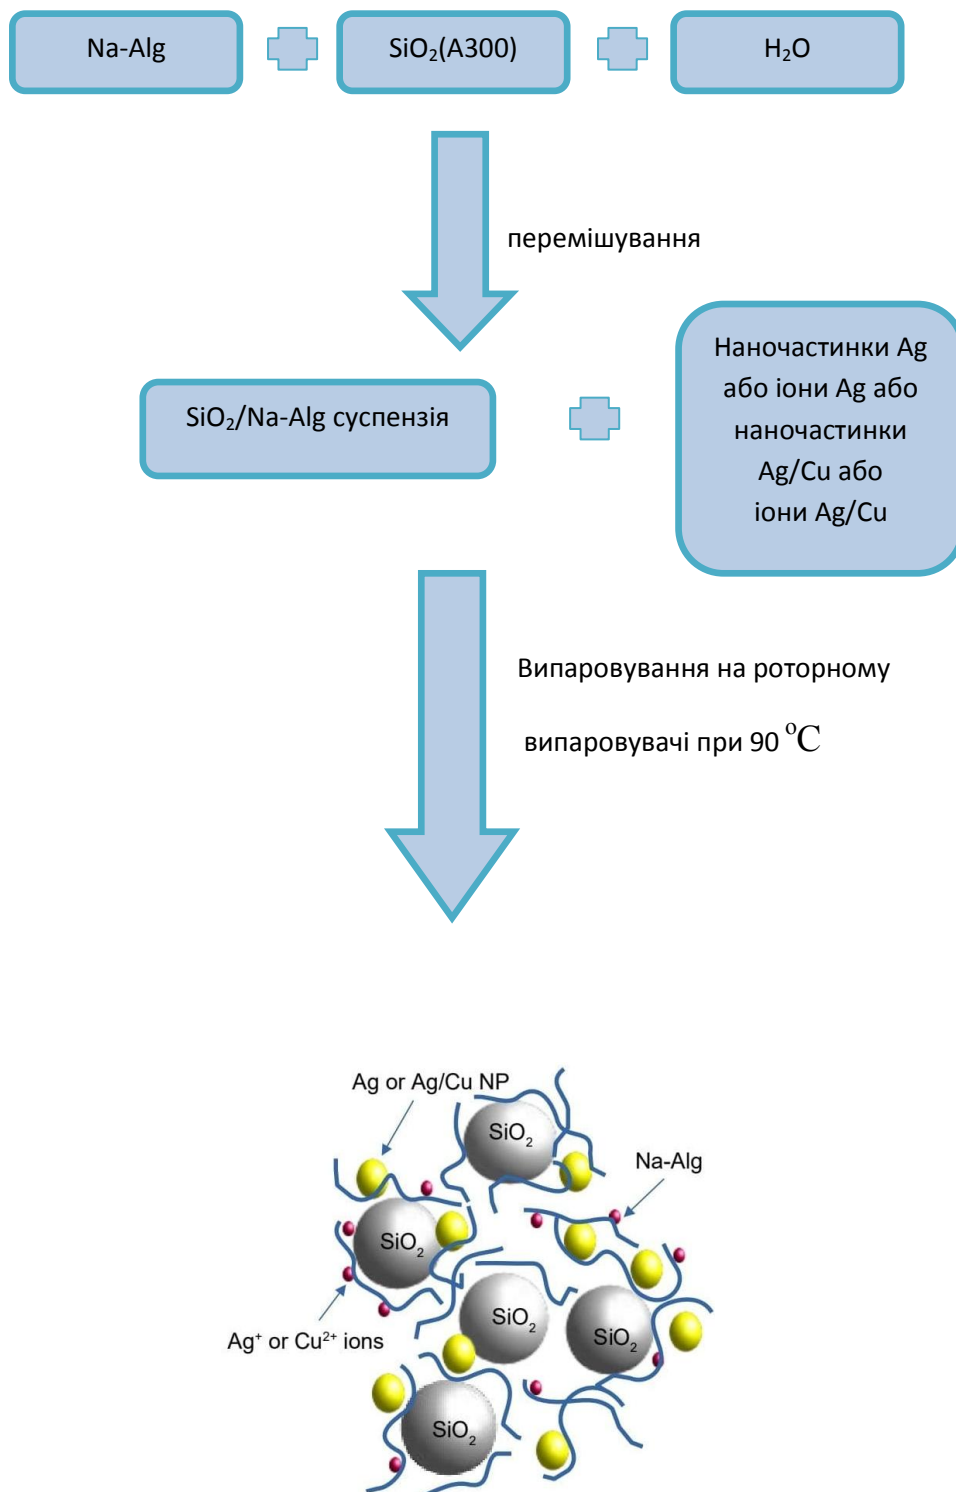 Na-Alg
SiO₂(A300)
H₂O
перемішування
SiO₂/Na-Alg суспензія
Наночастинки Ag
або іони Ag або
наночастинки
Ag/Cu або
іони Ag/Cu
Випаровування на роторному
випаровувачі при 90 °C
Ag or Ag/Cu NP
SiO₂
Na-Alg
SiO₂
SiO₂
SiO₂
Ag⁺ or Cu²⁺ ions
SiO₂